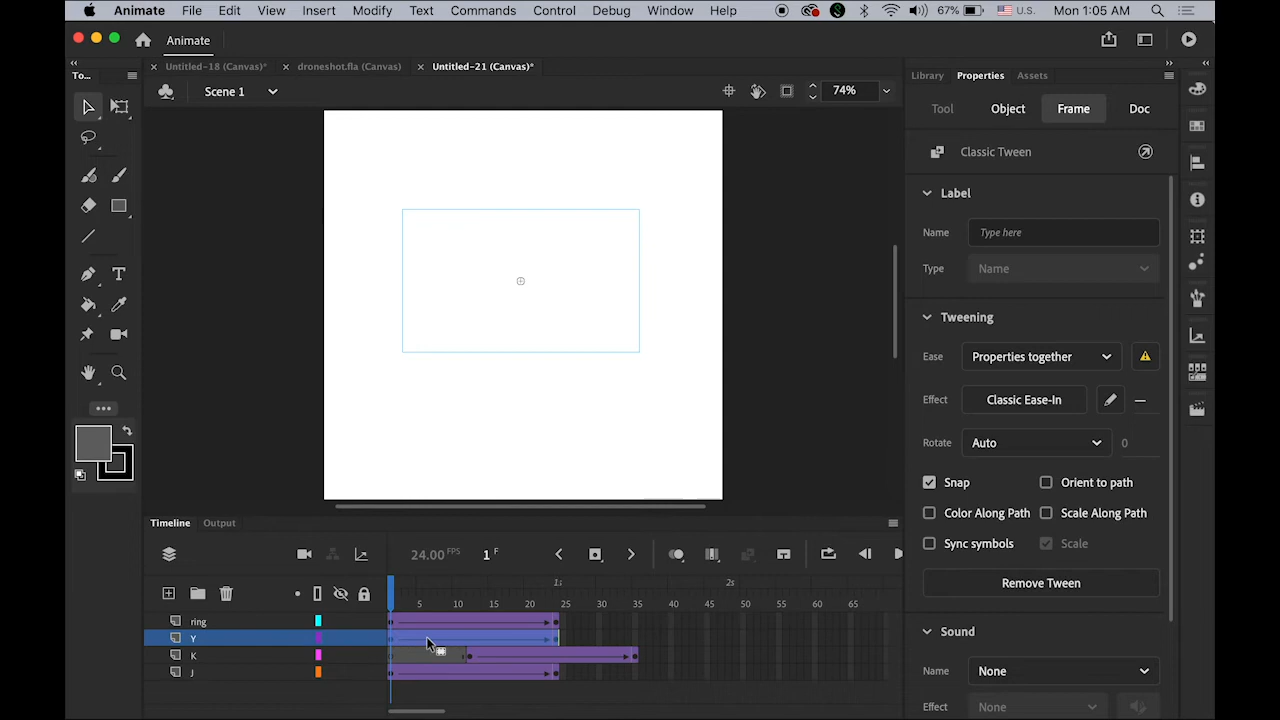 Animate File Edit View Insert Modify Text Commands Control Debug Window Help 67% U.S. Mon 1:05 AM
Animate
To... Untitled-18 (Canvas)* droneshot.fla (Canvas) Untitled-21 (Canvas)* Library Properties Assets
Scene 1 74%
Tool Object Frame Doc
Classic Tween
Label
Name Type here
Type Name
Tweening
Ease Properties together
Effect Classic Ease-In
Rotate Auto 0
Snap Orient to path
Color Along Path Scale Along Path
Sync symbols Scale
Remove Tween
Sound
Name None
Effect None
Timeline Output
24.00 FPS 1 F
1s 2s
5 10 15 20 25 30 35 40 45 50 55 60 65
ring
Y
K
J